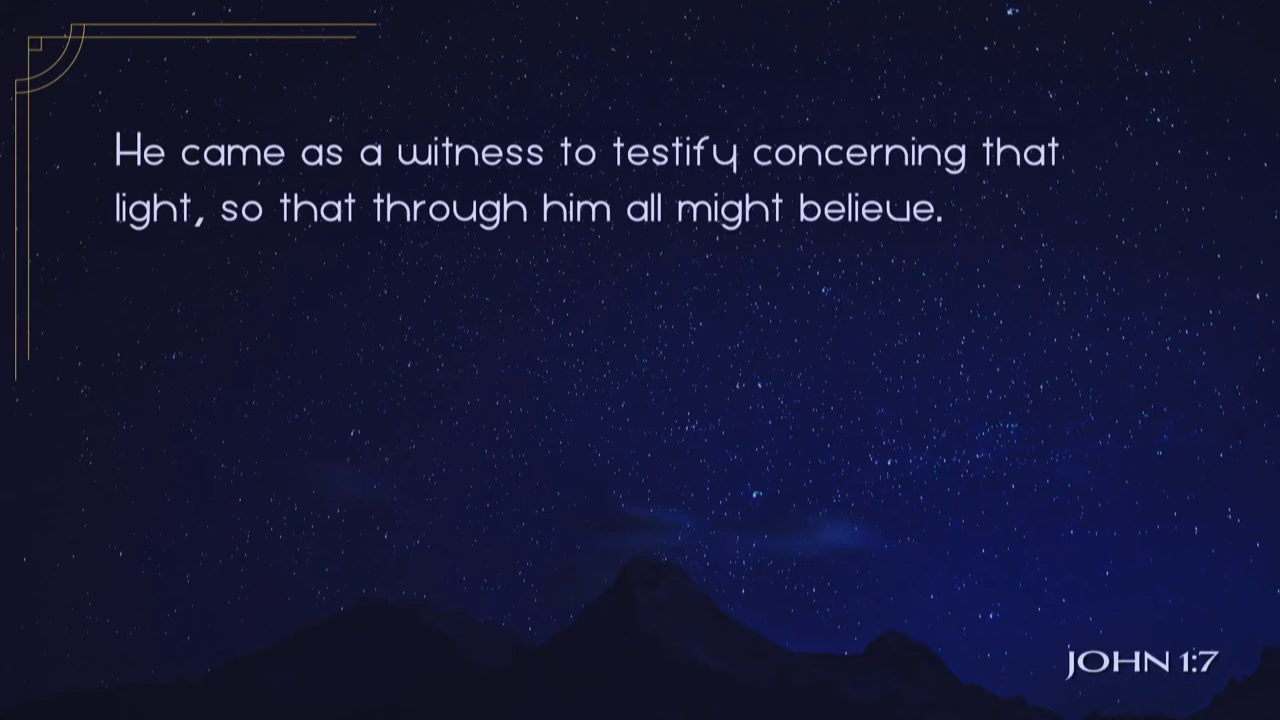 He came as a witness to testify concerning that
light, so that through him all might believe.
JOHN 1:7